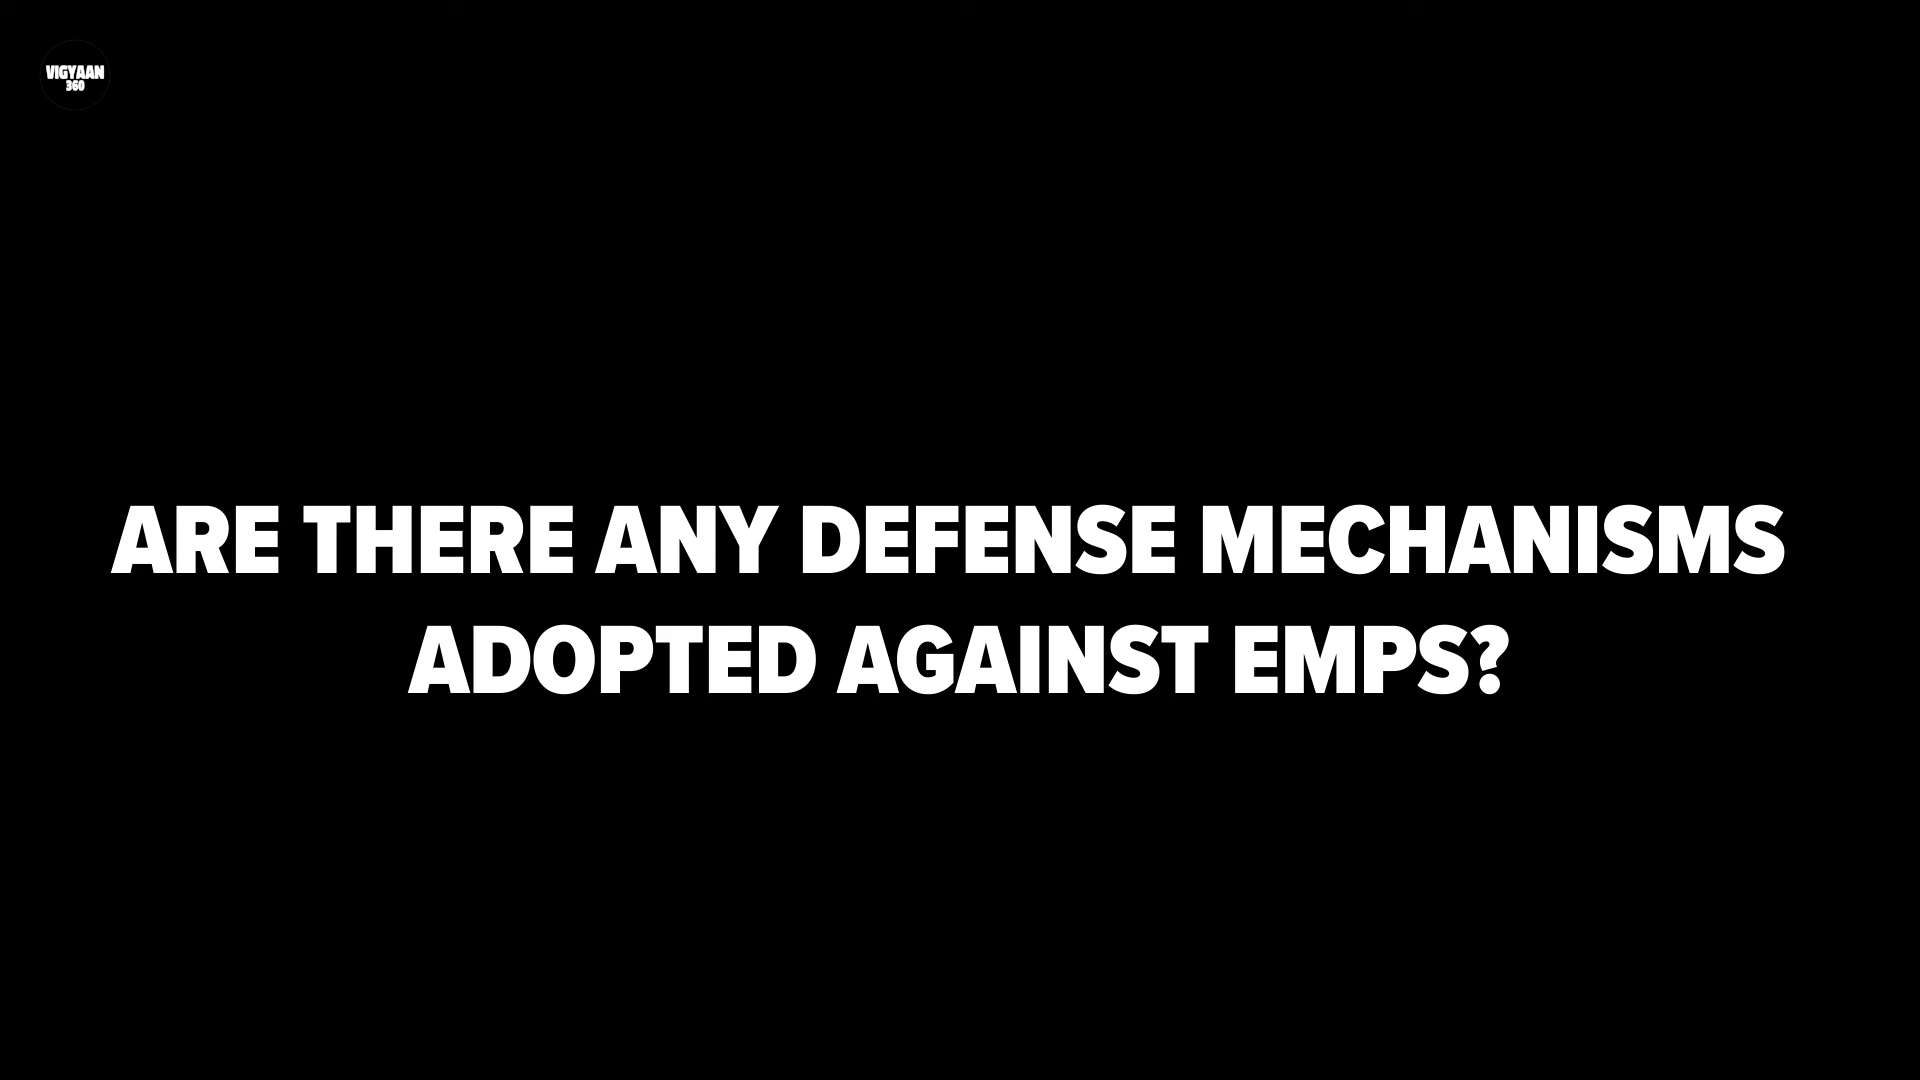 VIGYAAN
360
ARE THERE ANY DEFENSE MECHANISMS
ADOPTED AGAINST EMPS?